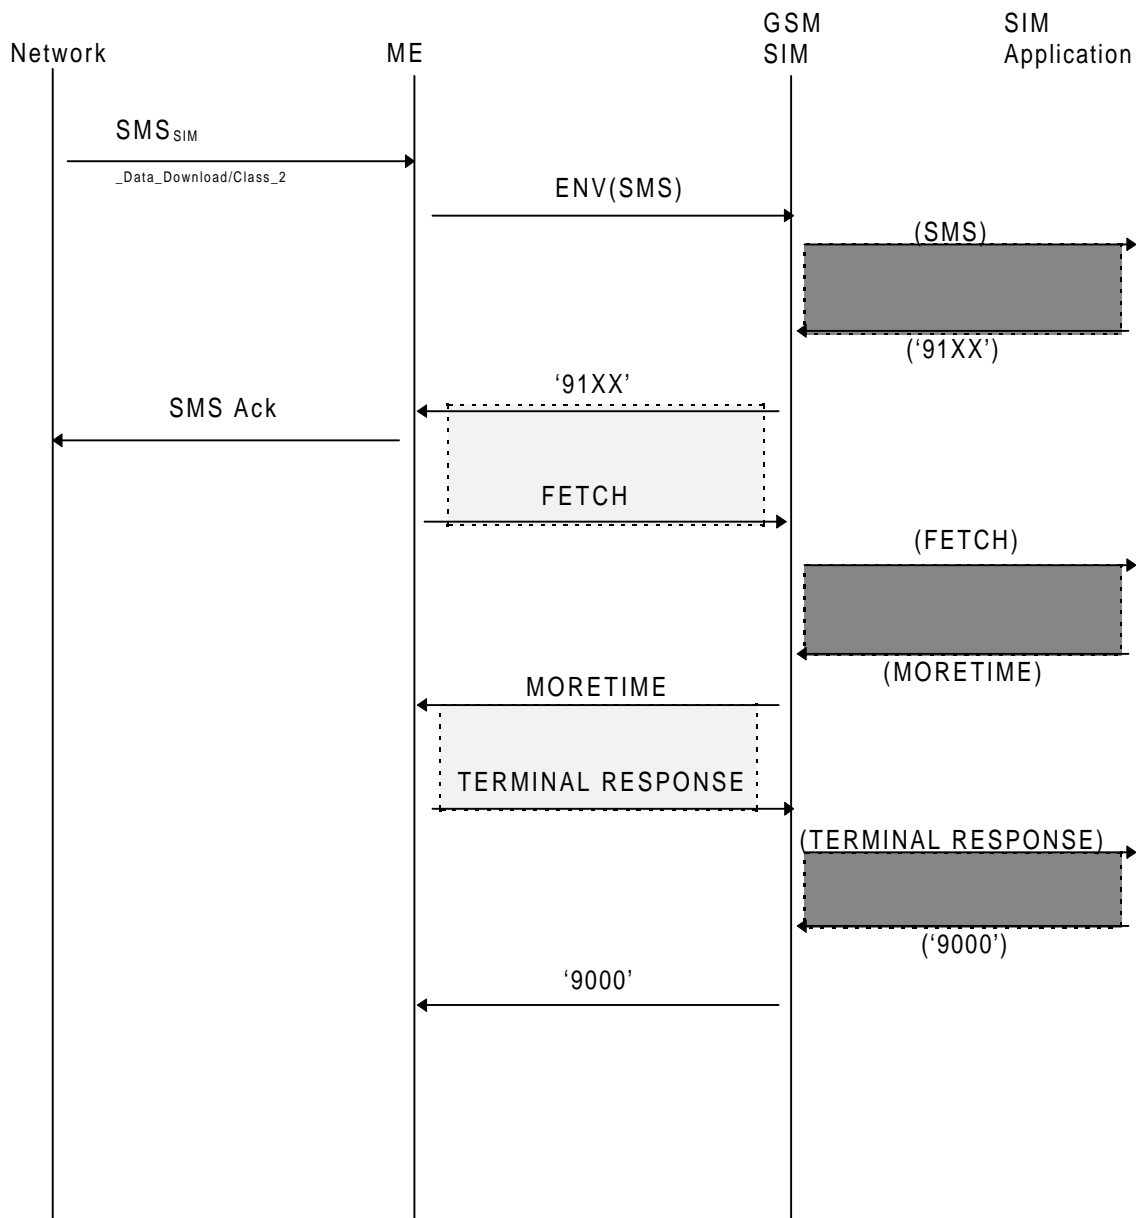 Network
ME
GSM
SIM
SIM
Application
SMSSIM
_Data_Download/Class_2
ENV(SMS)
(SMS)
(‘91XX’)
‘91XX’
SMS Ack
FETCH
(FETCH)
(MORETIME)
MORETIME
TERMINAL RESPONSE
(TERMINAL RESPONSE)
(‘9000’)
‘9000’